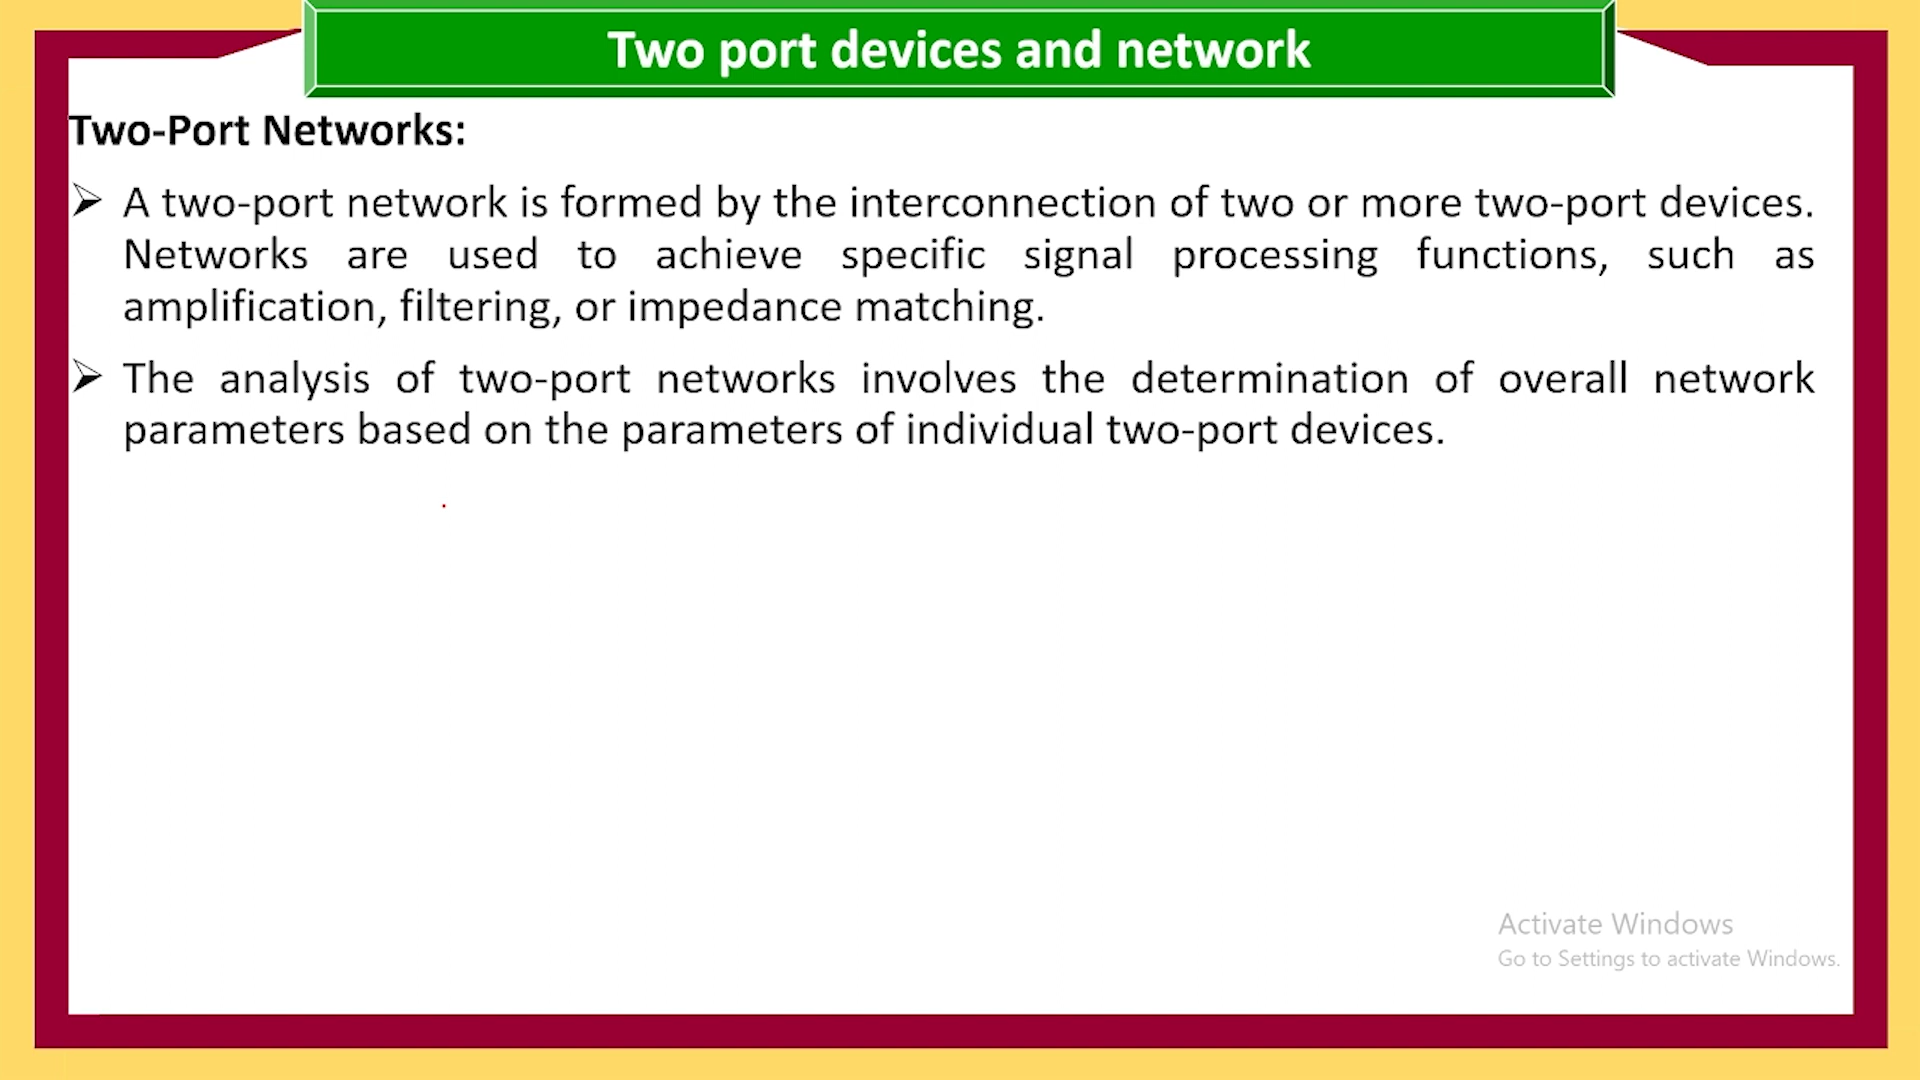 Two port devices and network
Two-Port Networks:
➢ A two-port network is formed by the interconnection of two or more two-port devices.
Networks are used to achieve specific signal processing functions, such as
amplification, filtering, or impedance matching.
➢ The analysis of two-port networks involves the determination of overall network
parameters based on the parameters of individual two-port devices.
Activate Windows
Go to Settings to activate Windows.